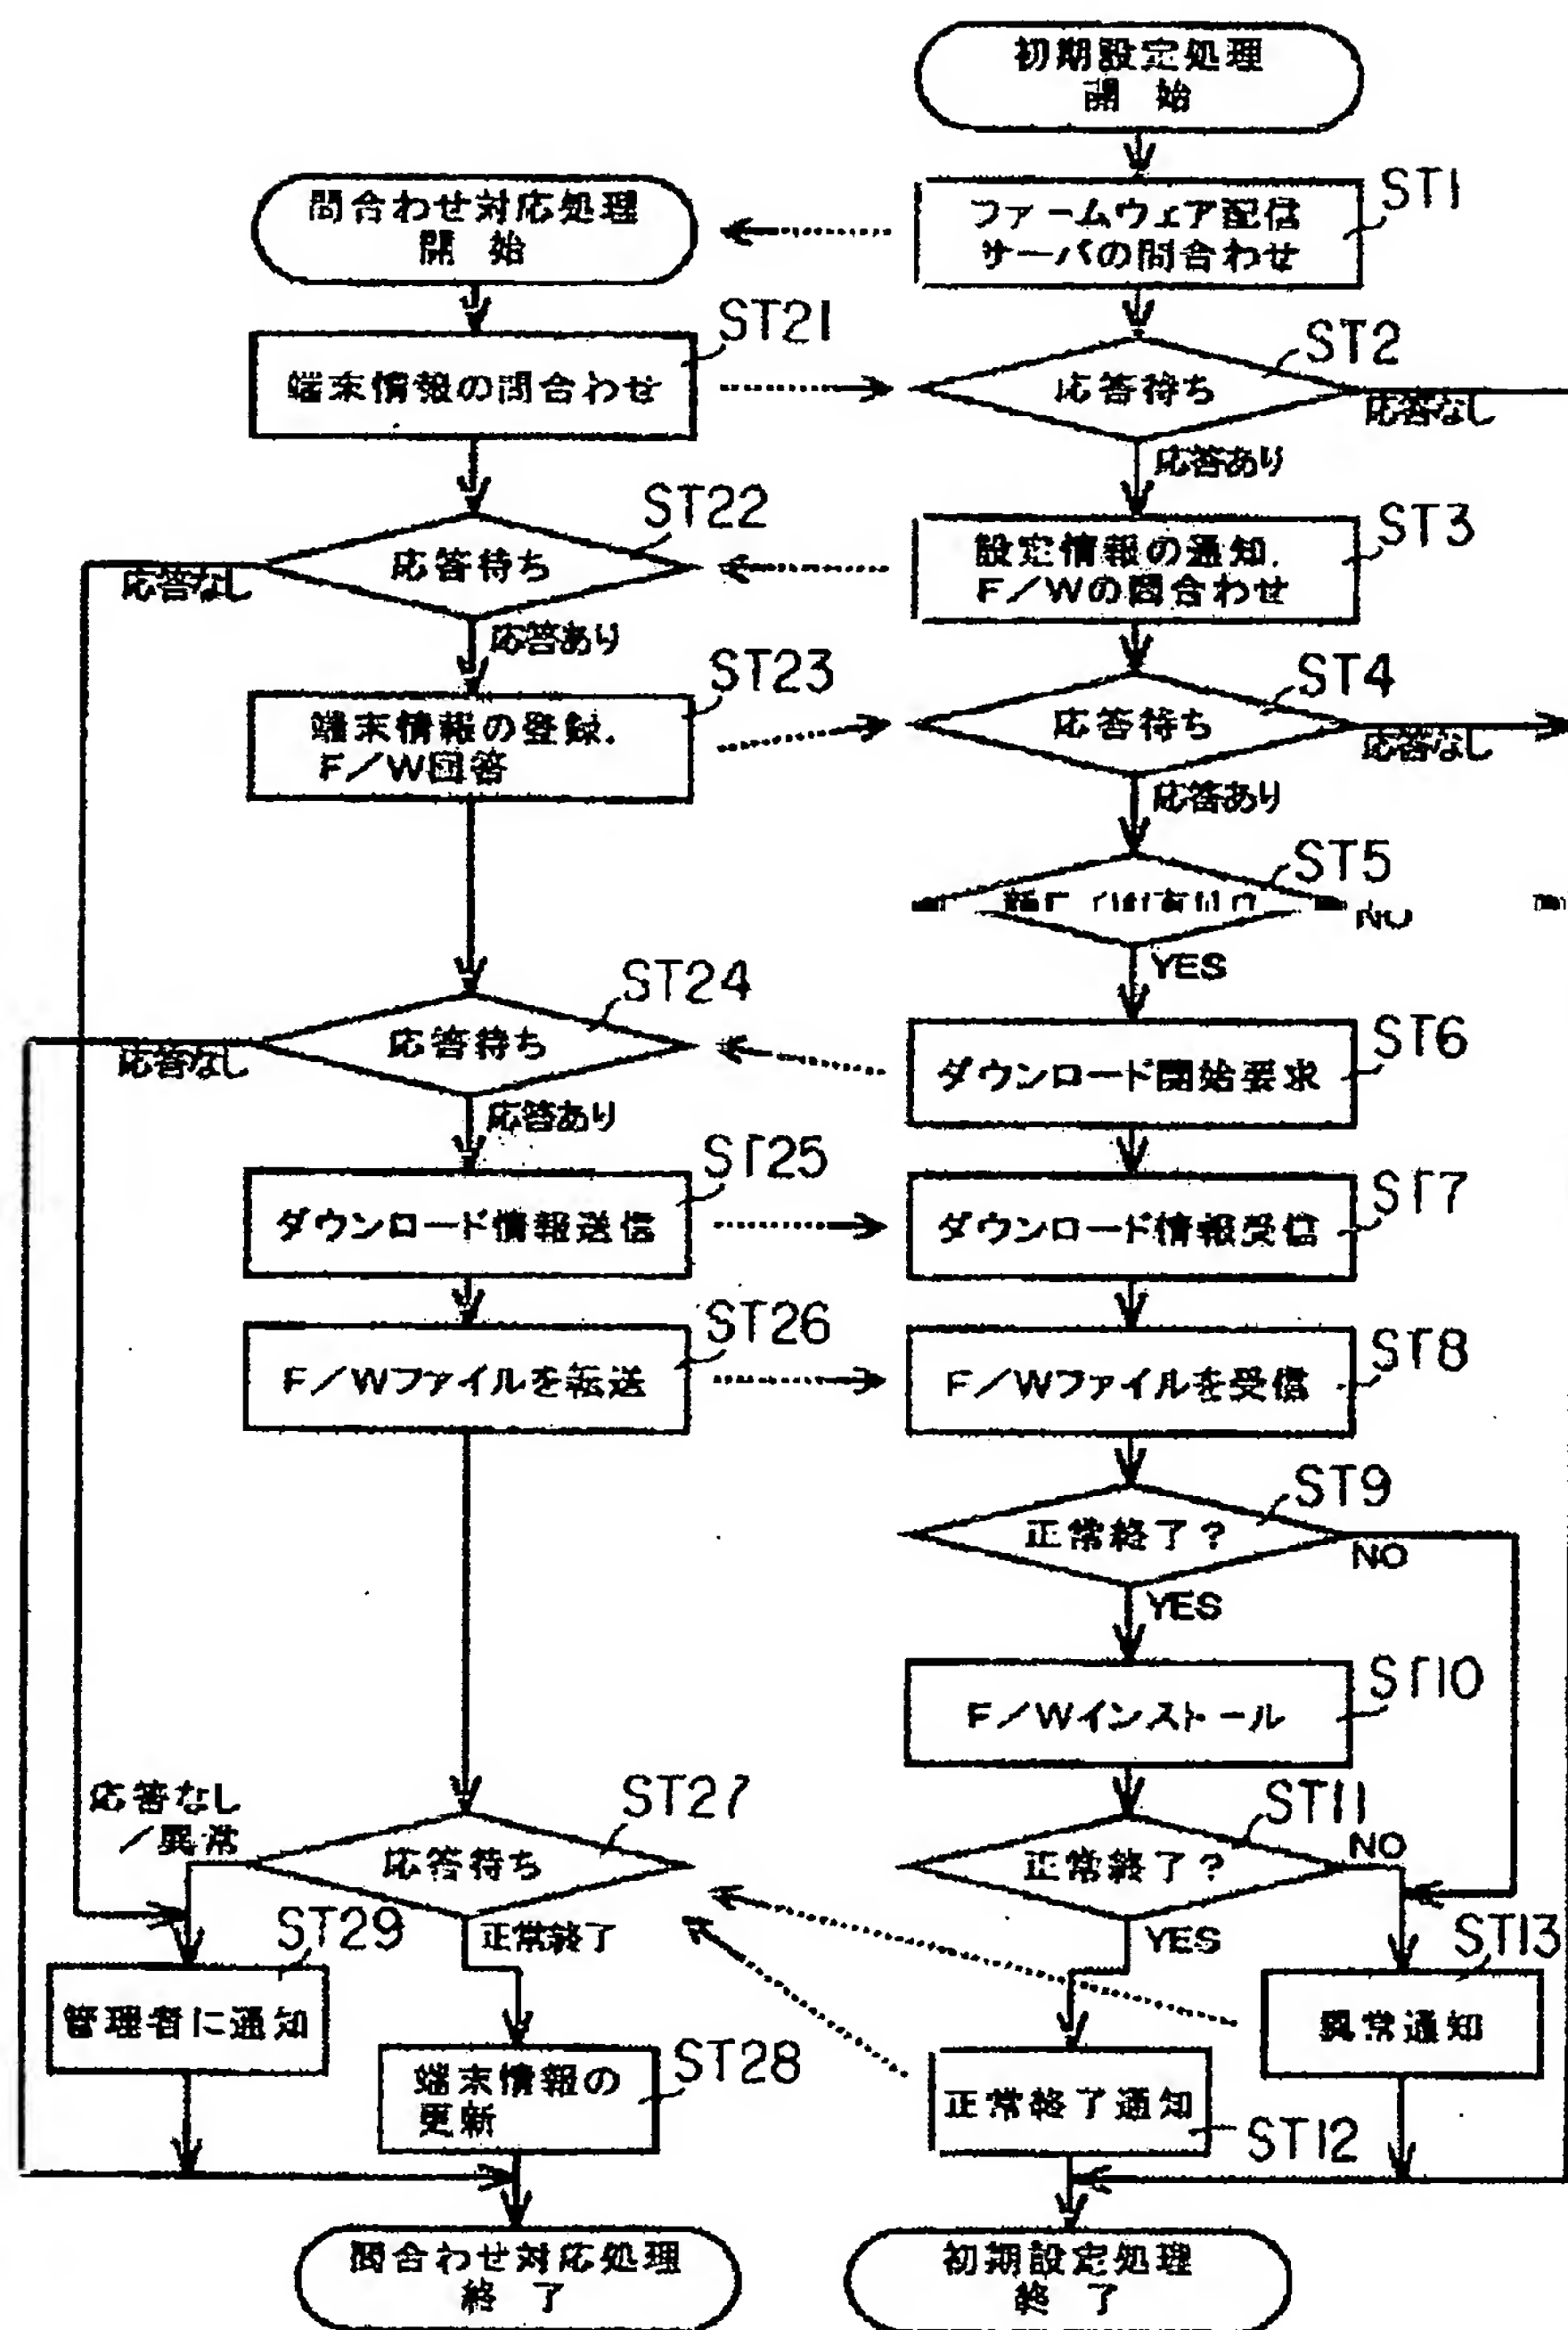 初期設定処理
開 始
ファームウェア配信
サーバの問合わせ
ST1
問合わせ対応処理
開 始
ST21
端末情報の問合わせ
ST2
応答待ち
応答なし
応答あり
ST22
応答待ち
応答なし
応答あり
ST3
設定情報の通知.
F/Wの問合わせ
ST23
端末情報の登録.
F/W回答
ST4
応答待ち
応答なし
応答あり
ST5
NO
YES
ST24
応答待ち
応答なし
応答あり
ST6
ダウンロード開始要求
ST25
ダウンロード情報送信
ST7
ダウンロード情報受信
ST26
F/Wファイルを転送
ST8
F/Wファイルを受信
ST9
正常終了?
NO
YES
ST10
F/Wインストール
応答なし
/異常
ST27
応答待ち
正常終了
ST11
正常終了?
NO
YES
ST29
管理者に通知
ST13
異常通知
ST28
端末情報の
更新
正常終了通知
ST12
問合わせ対応処理
終 了
初期設定処理
終 了